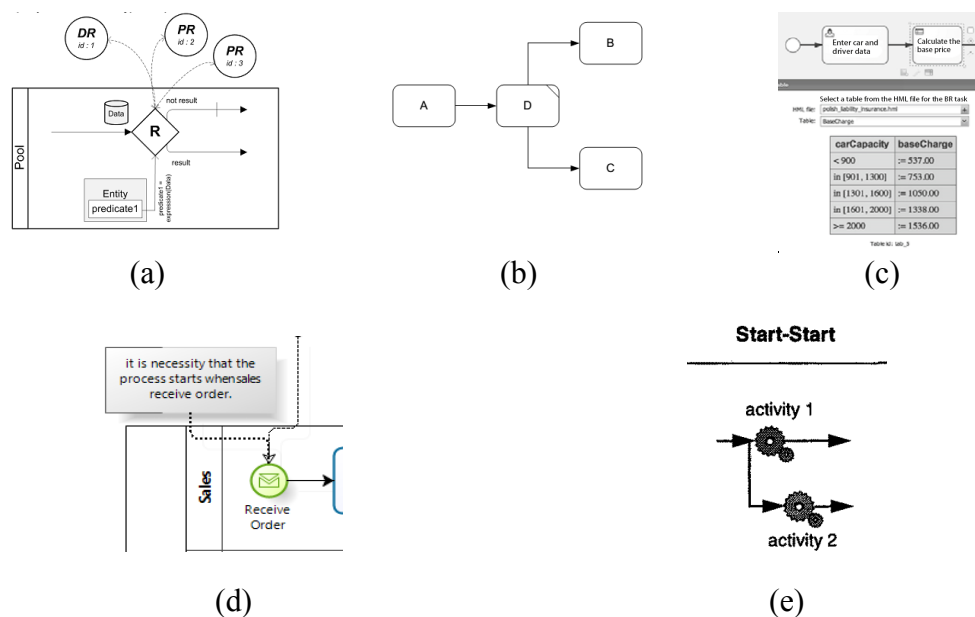 DR
id : 1
PR
id : 2
PR
id : 3
Pool
Data
not result
R
result
Entity
predicate1
predicate1 =
expression(Data)
(a)
A
D
B
C
(b)
Enter car and
driver data
Calculate the
base price
Select a table from the HML file for the BR task
HML file: polish_liability_insurance.hml
Table: BaseCharge
carCapacity baseCharge
< 900 := 537.00
in [901, 1300] := 753.00
in [1301, 1600] := 1050.00
in [1601, 2000] := 1338.00
>= 2000 := 1536.00
Table id: tab_3
(c)
it is necessity that the
process starts whensales
receive order.
Sales
Receive
Order
(d)
Start-Start
activity 1
activity 2
(e)